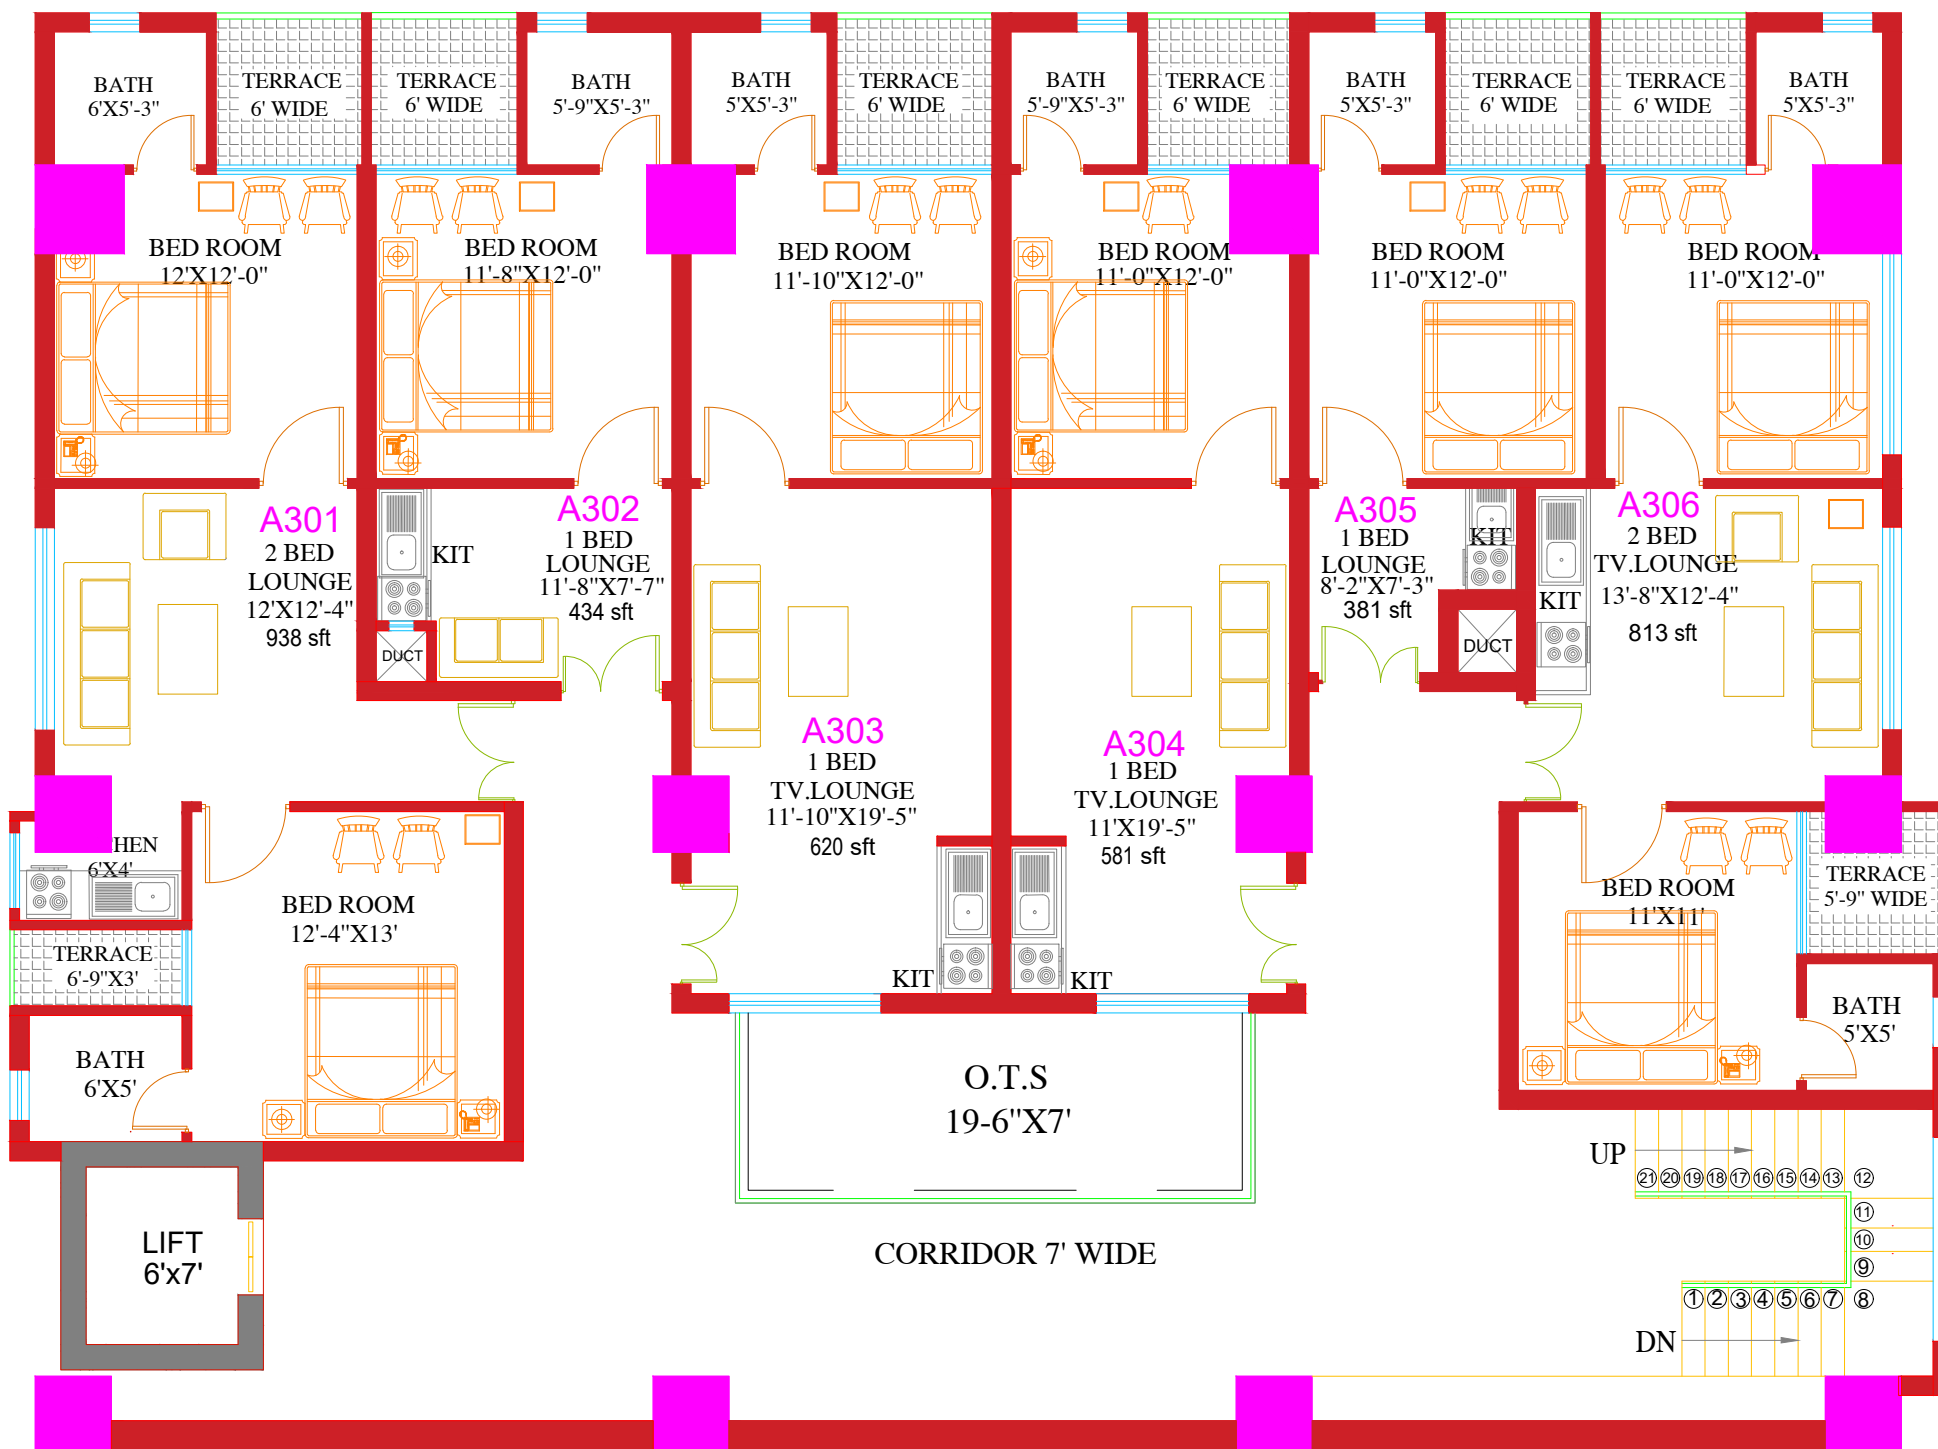 BATH
6'X5'-3"
TERRACE
6' WIDE
TERRACE
6' WIDE
BATH
5'-9"X5'-3"
BATH
5'X5'-3"
TERRACE
6' WIDE
BATH
5'-9"X5'-3"
TERRACE
6' WIDE
BATH
5'X5'-3"
TERRACE
6' WIDE
TERRACE
6' WIDE
BATH
5'X5'-3"
BED ROOM
12'X12'-0"
BED ROOM
11'-8"X12'-0"
BED ROOM
11'-10"X12'-0"
BED ROOM
11'-0"X12'-0"
BED ROOM
11'-0"X12'-0"
BED ROOM
11'-0"X12'-0"
A301
2 BED
LOUNGE
12'X12'-4"
938 sft
KIT
DUCT
A302
1 BED
LOUNGE
11'-8"X7'-7"
434 sft
A303
1 BED
TV.LOUNGE
11'-10"X19'-5"
620 sft
KIT
A304
1 BED
TV.LOUNGE
11'X19'-5"
581 sft
KIT
A305
1 BED
LOUNGE
8'-2"X7'-3"
381 sft
KIT
DUCT
A306
2 BED
TV.LOUNGE
13'-8"X12'-4"
813 sft
KIT
HEN
6'X4'
TERRACE
6'-9"X3'
BATH
6'X5'
BED ROOM
12'-4"X13'
BED ROOM
11'X11'
TERRACE
5'-9" WIDE
BATH
5'X5'
O.T.S
19-6"X7'
LIFT
6'x7'
CORRIDOR 7' WIDE
UP
21 20 19 18 17 16 15 14 13 12
11
10
9
1 2 3 4 5 6 7 8
DN